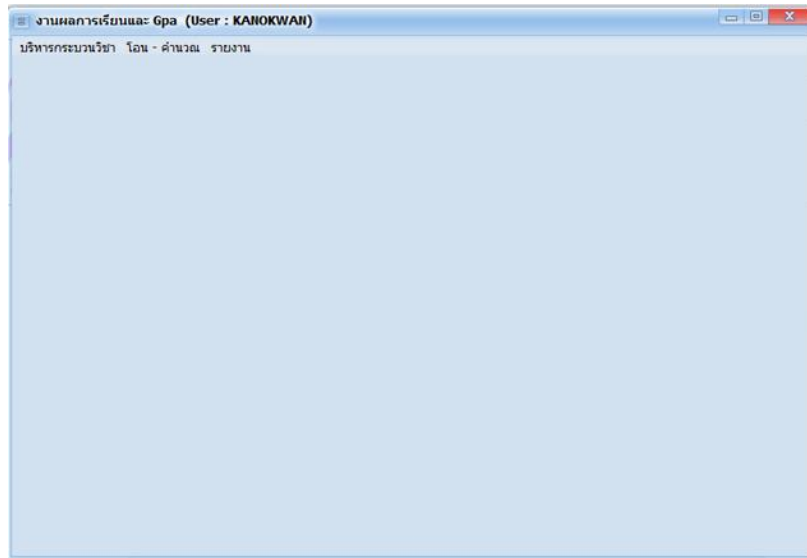 งานผลการเรียนและ Gpa (User : KANOKWAN)
บริหารกระบวนวิชา โอน - คำนวณ รายงาน